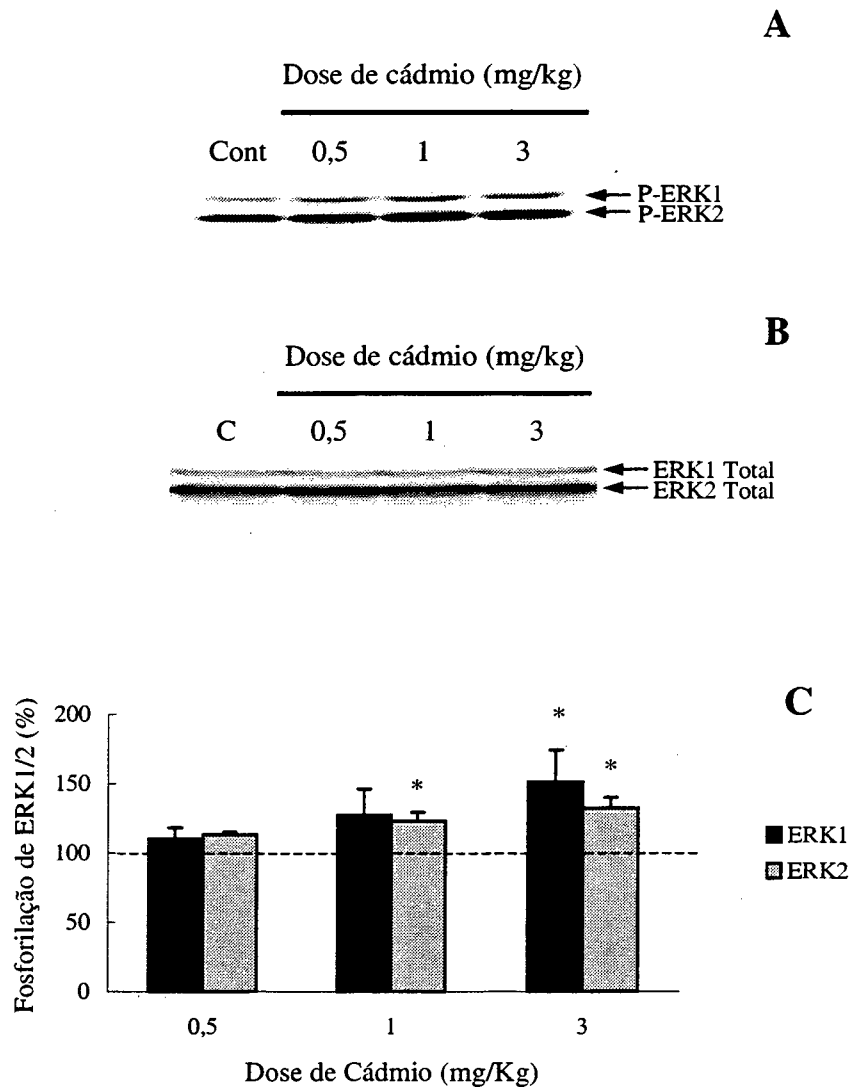 A
Dose de cádmio (mg/kg)
Cont 0,5 1 3
P-ERK1
P-ERK2
B
Dose de cádmio (mg/kg)
C 0,5 1 3
ERK1 Total
ERK2 Total
C
Fosforilação de ERK1/2 (%)
200
150
100
50
0
* * *
ERK1
ERK2
0,5 1 3
Dose de Cádmio (mg/Kg)